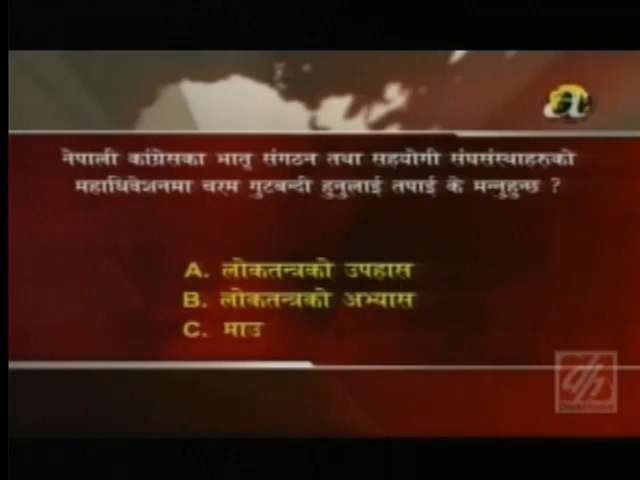 नेपाली कांग्रेसका भातृ संगठन तथा सहयोगी संघसंस्थाहरुको
महाधिवेशनमा चरम गुटबन्दी हुनुलाई तपाई के मन्नुहुन्छ ?
A. लोकतन्त्रको उपहास
B. लोकतन्त्रको अभ्यास
C. माउ